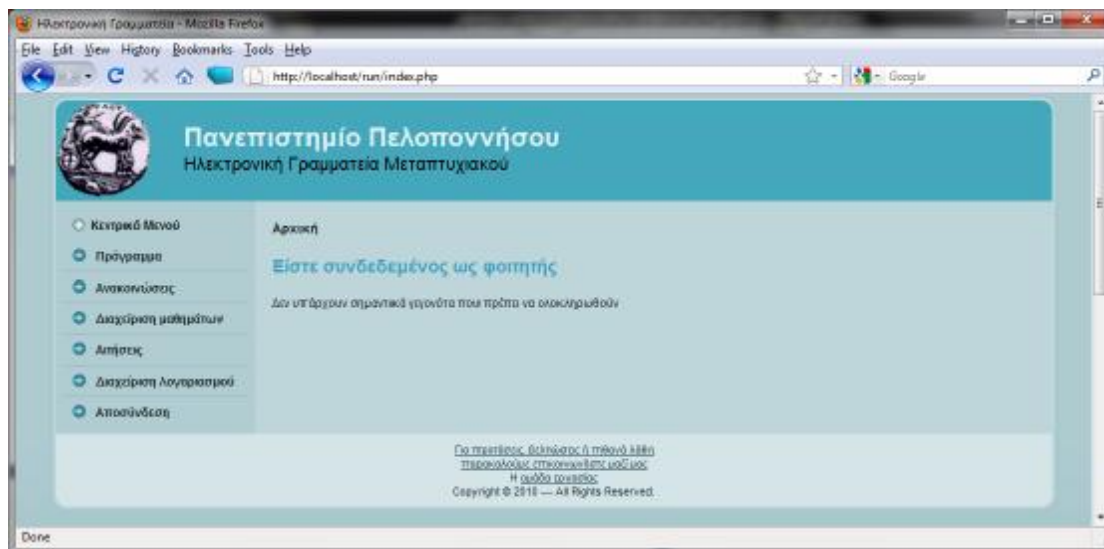 Ηλεκτρονική Γραμματεία - Mozilla Firefox
File Edit View History Bookmarks Tools Help
http://localhost/run/index.php
Google
Πανεπιστημίο Πελοποννήσου
Ηλεκτρονική Γραμματεία Μεταπτυχιακού
Κεντρικό Μενού
Πρόγραμμα
Ανακοινώσεις
Διαχείριση μαθημάτων
Αιτήσεις
Διαχείριση λογαριασμού
Αποσύνδεση
Αρχική
Είστε συνδεδεμένος ως φοιτητής
Δεν υπάρχουν σημαντικά γεγονότα που πρέπει να ολοκληρωθούν
Για προτάσεις, βελτιώσεις ή πιθανά λάθη
παρακαλούμε επικοινωνήστε μαζί μας
Η ομάδα εργασίας
Copyright © 2010 — All Rights Reserved.
Done